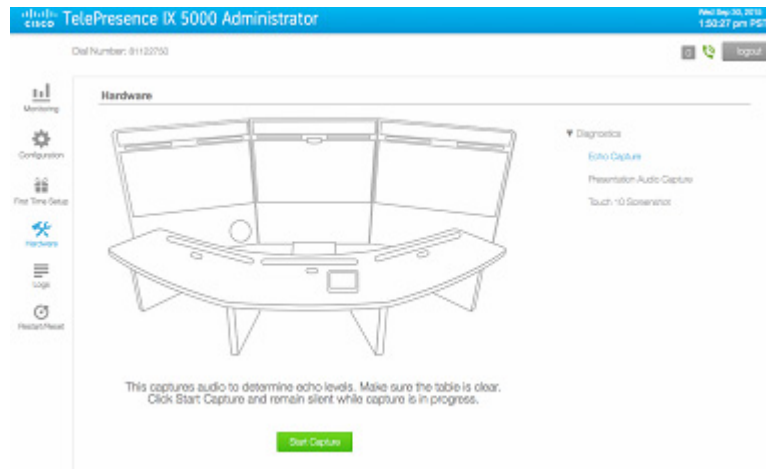 CISCO TelePresence IX 5000 Administrator
Wed Sep 30, 2015
1:50:27 pm PST
Dial Number: 81122750
logout
Monitoring
Configuration
First Time Setup
Hardware
Logs
Restart/Reset
Hardware
Diagnostics
Echo Capture
Presentation Audio Capture
Touch 10 Screenshot
This captures audio to determine echo levels. Make sure the table is clear.
Click Start Capture and remain silent while capture is in progress.
Start Capture